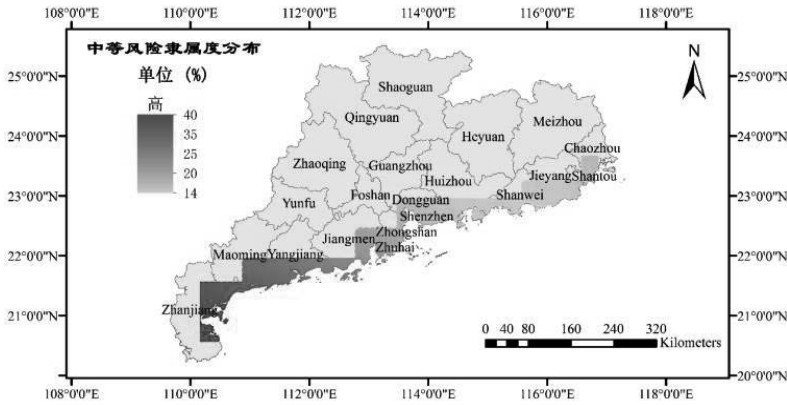 108°0'0"E 110°0'0"E 112°0'0"E 114°0'0"E 116°0'0"E 118°0'0"E
中等风险隶属度分布
单位 (%)
高
40
35
25
20
14
N
25°0'0"N 25°0'0"N
24°0'0"N 24°0'0"N
23°0'0"N 23°0'0"N
22°0'0"N 22°0'0"N
21°0'0"N 21°0'0"N
20°0'0"N
Shaoguan
Qingyuan
Heyuan
Meizhou
Chaozhou
Zhaoqing
Guangzhou
Huizhou
Jieyang
Shantou
Yunfu
Foshan
Dongguan
Shanwei
Shenzhen
Jiangmen
Zhongshan
Zhuhai
Maoming
Yangjiang
Zhanjiang
0 40 80 160 240 320
Kilometers
108°0'0"E 110°0'0"E 112°0'0"E 114°0'0"E 116°0'0"E 118°0'0"E